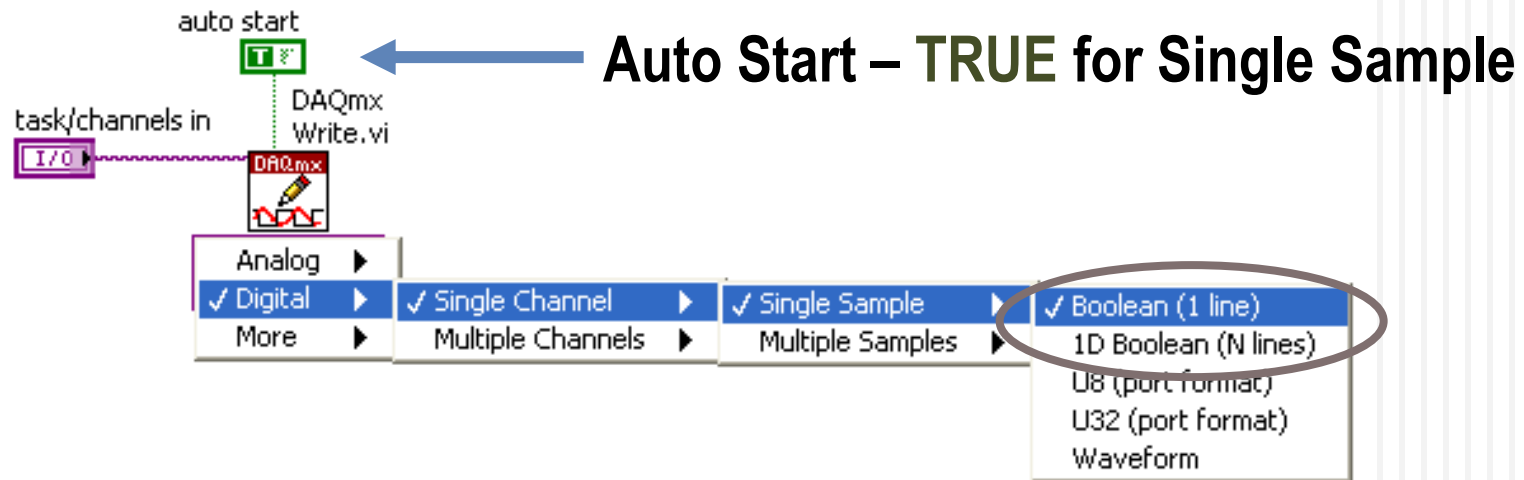 auto start
T F
Auto Start – TRUE for Single Sample
DAQmx
Write.vi
task/channels in
I/O
DAQmx
Analog
✓ Digital
More
✓ Single Channel
Multiple Channels
✓ Single Sample
Multiple Samples
✓ Boolean (1 line)
1D Boolean (N lines)
U8 (port format)
U32 (port format)
Waveform